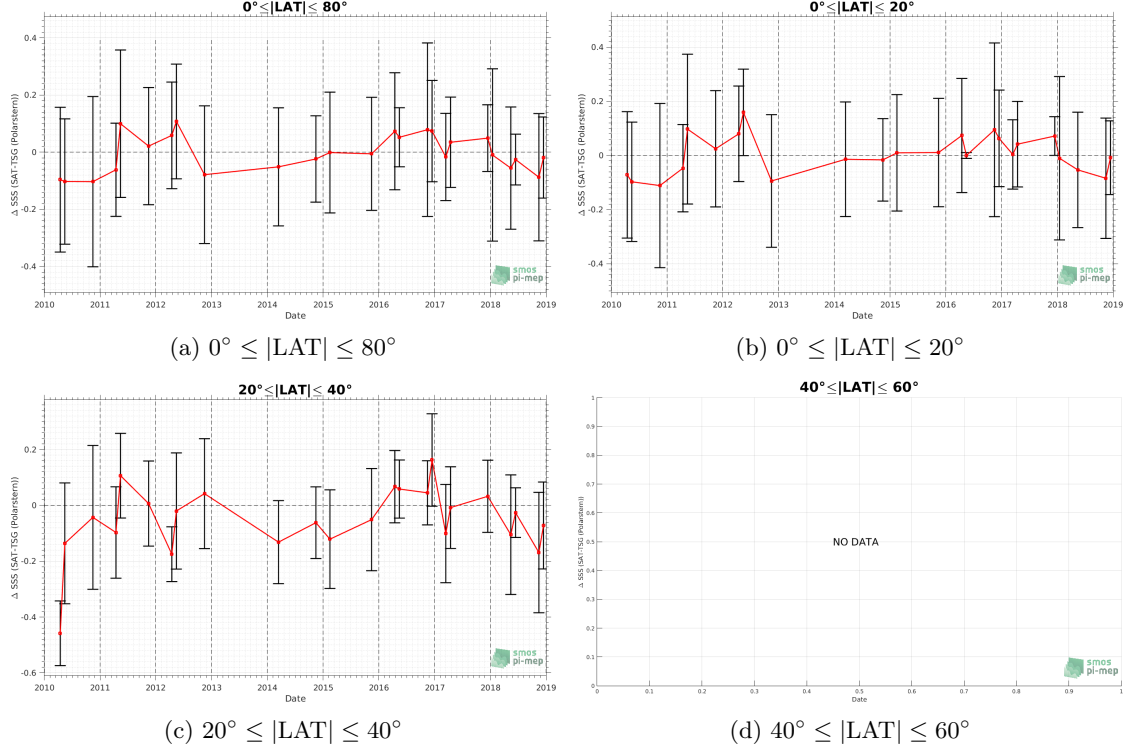 0°≤|LAT|≤ 80°
Δ SSS (SAT-TSG (Polarstern))
0.4
0.2
0
-0.2
-0.4
2010 2011 2012 2013 2014 2015 2016 2017 2018 2019
Date
smos
pi-mep
(a) 0° ≤ |LAT| ≤ 80°
0°≤|LAT|≤ 20°
Δ SSS (SAT-TSG (Polarstern))
0.4
0.2
0
-0.2
-0.4
2010 2011 2012 2013 2014 2015 2016 2017 2018 2019
Date
smos
pi-mep
(b) 0° ≤ |LAT| ≤ 20°
20°≤|LAT|≤ 40°
Δ SSS (SAT-TSG (Polarstern))
0.2
0
-0.2
-0.4
-0.6
2010 2011 2012 2013 2014 2015 2016 2017 2018 2019
Date
smos
pi-mep
(c) 20° ≤ |LAT| ≤ 40°
40°≤|LAT|≤ 60°
Δ SSS (SAT-TSG (Polarstern))
1
0.9
0.8
0.7
0.6
0.5
0.4
0.3
0.2
0.1
0
NO DATA
0 0.1 0.2 0.3 0.4 0.5 0.6 0.7 0.8 0.9 1
Date
smos
pi-mep
(d) 40° ≤ |LAT| ≤ 60°